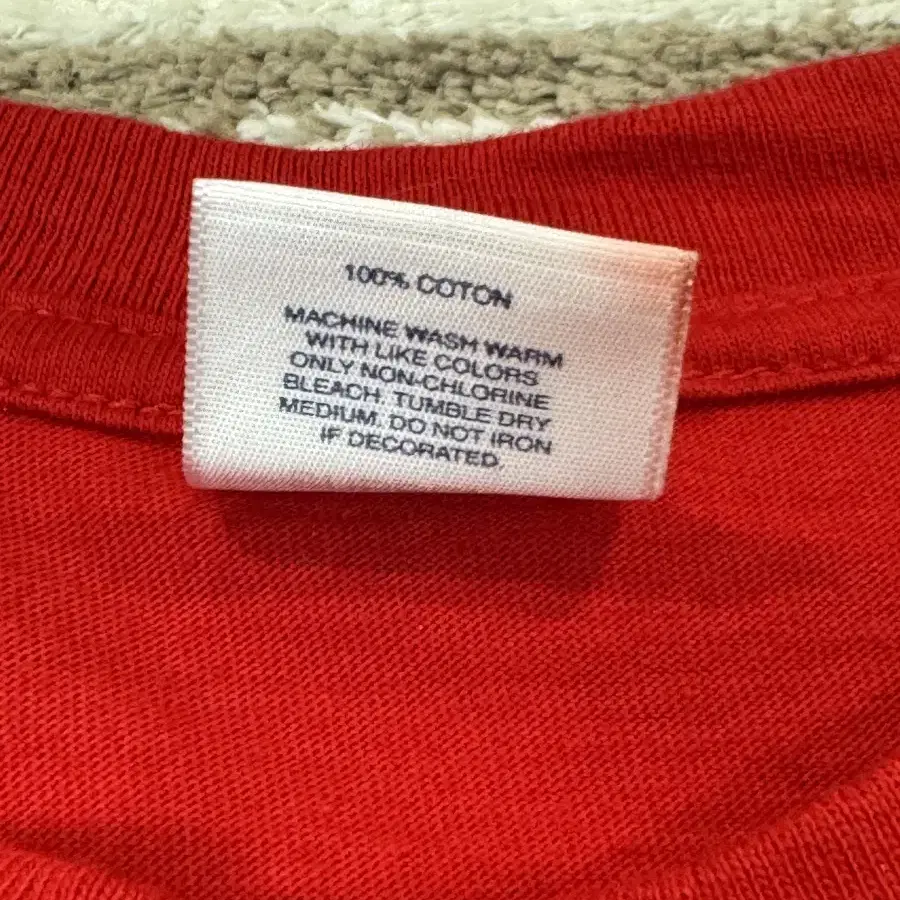 100% COTON
MACHINE WASH WARM
WITH LIKE COLORS
ONLY NON-CHLORINE
BLEACH. TUMBLE DRY
MEDIUM. DO NOT IRON
IF DECORATED.